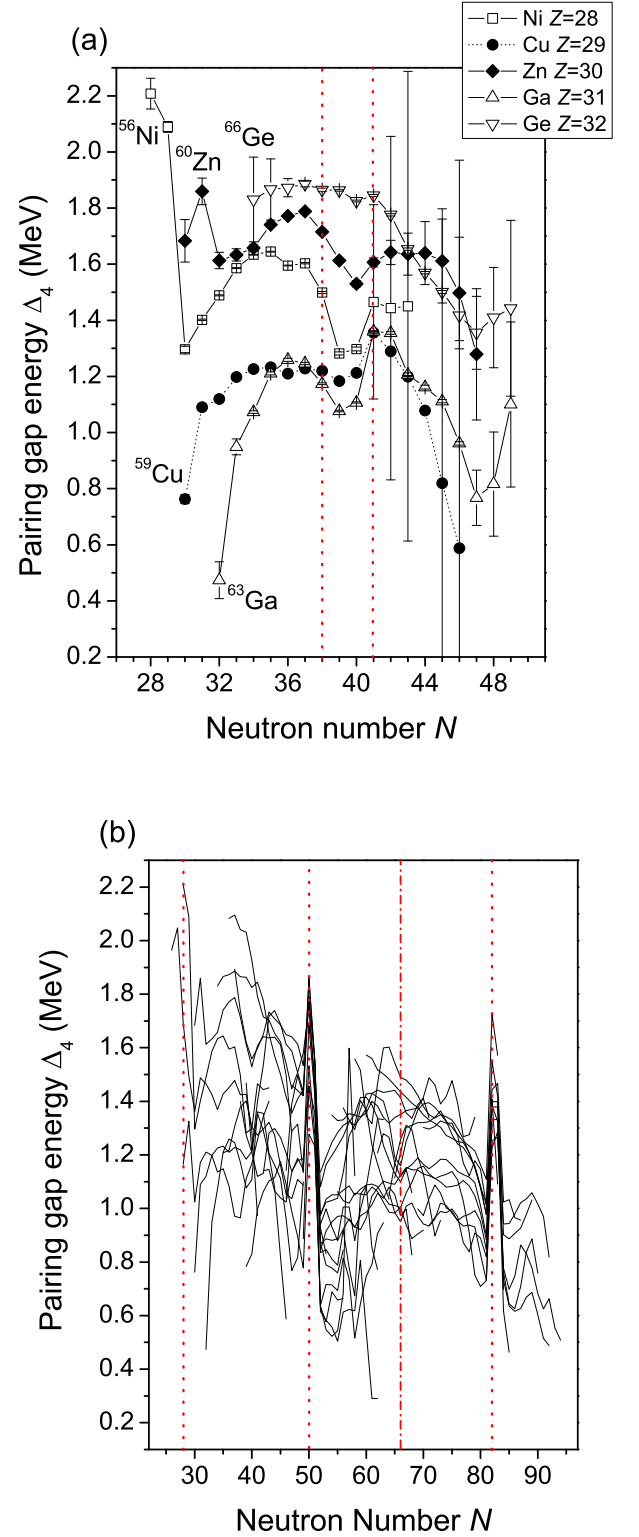 (a)
Ni Z=28
Cu Z=29
Zn Z=30
Ga Z=31
Ge Z=32
2.2
2.0
1.8
1.6
1.4
1.2
1.0
0.8
0.6
0.4
0.2
Pairing gap energy Δ₄ (MeV)
⁵⁶Ni
⁶⁰Zn
⁶⁶Ge
⁵⁹Cu
⁶³Ga
28 32 36 40 44 48
Neutron number N
(b)
2.2
2.0
1.8
1.6
1.4
1.2
1.0
0.8
0.6
0.4
0.2
Pairing gap energy Δ₄ (MeV)
30 40 50 60 70 80 90
Neutron Number N